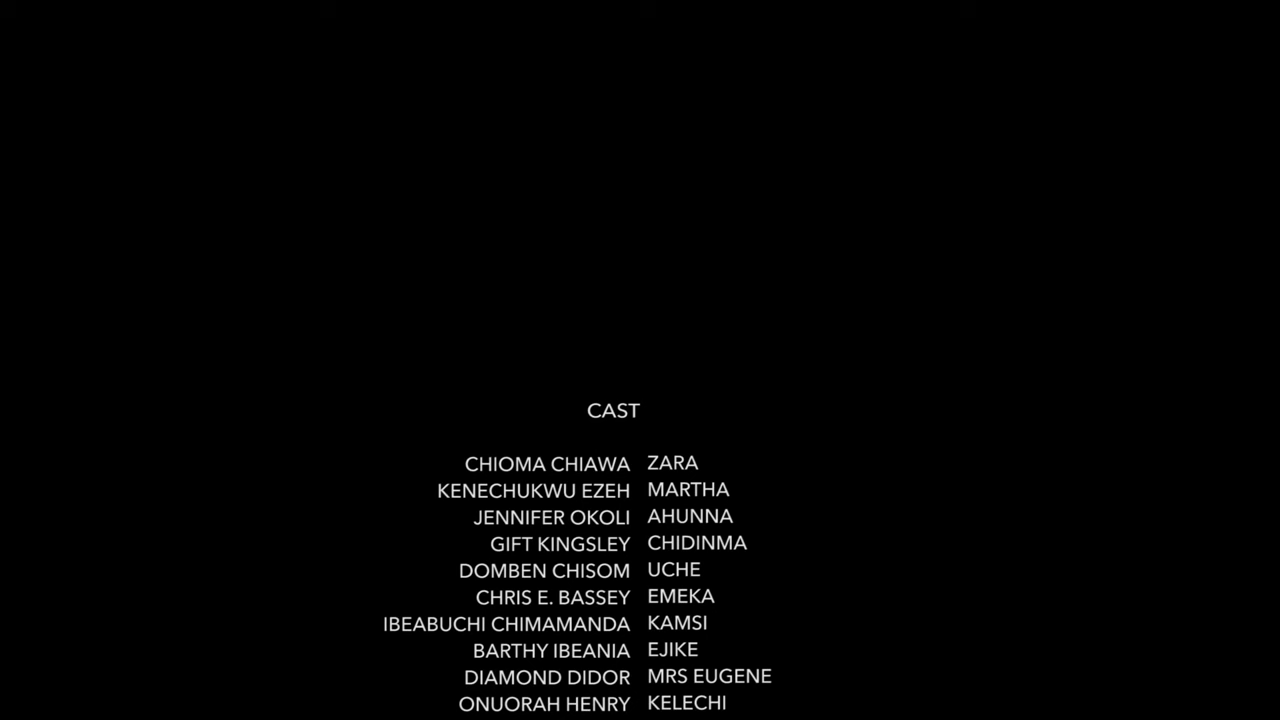 CAST
CHIOMA CHIAWA ZARA
KENECHUKWU EZEH MARTHA
JENNIFER OKOLI AHUNNA
GIFT KINGSLEY CHIDINMA
DOMBEN CHISOM UCHE
CHRIS E. BASSEY EMEKA
IBEABUCHI CHIMAMANDA KAMSI
BARTHY IBEANIA EJIKE
DIAMOND DIDOR MRS EUGENE
ONUORAH HENRY KELECHI